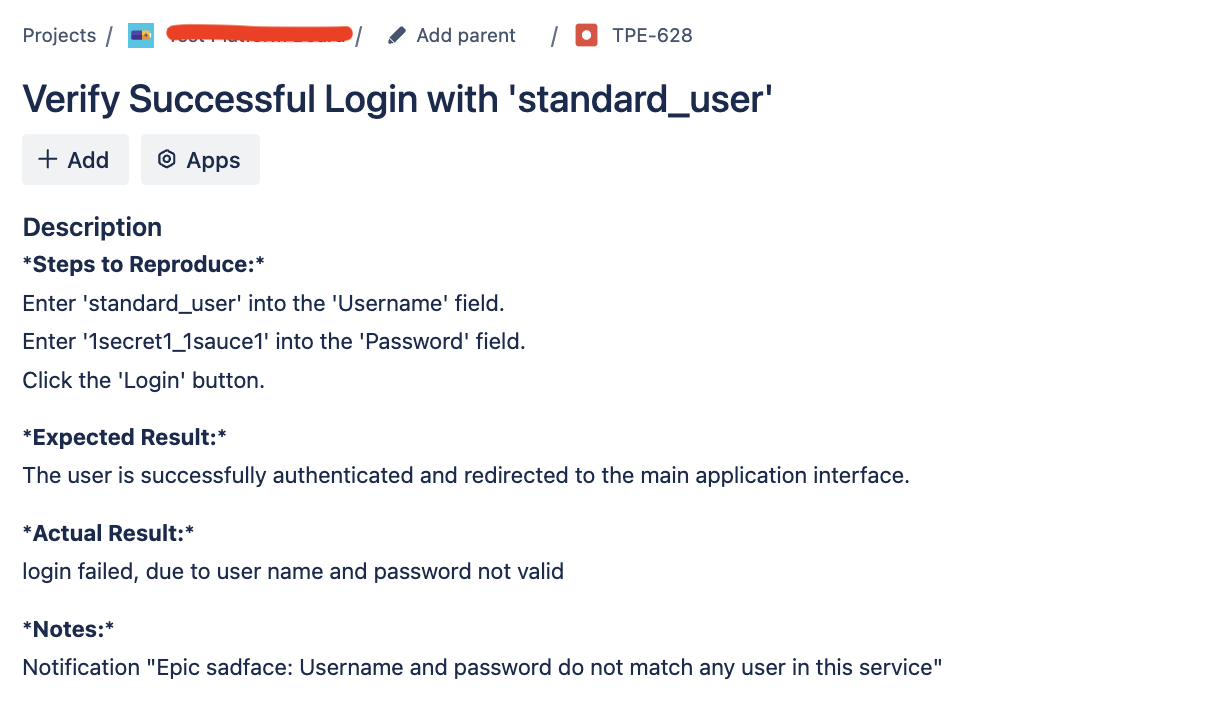 Projects / / Add parent / TPE-628
Verify Successful Login with 'standard_user'
+ Add Apps
Description
*Steps to Reproduce:*
Enter 'standard_user' into the 'Username' field.
Enter '1secret1_1sauce1' into the 'Password' field.
Click the 'Login' button.
*Expected Result:*
The user is successfully authenticated and redirected to the main application interface.
*Actual Result:*
login failed, due to user name and password not valid
*Notes:*
Notification "Epic sadface: Username and password do not match any user in this service"